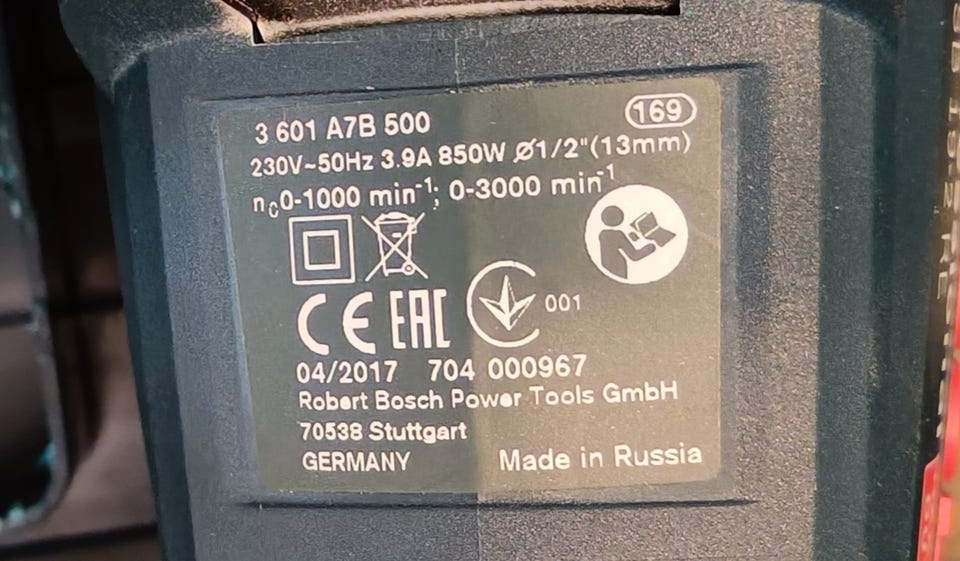 3 601 A7B 500
169
230V~50Hz 3.9A 850W Ø1/2"(13mm)
n₀0-1000 min⁻¹; 0-3000 min⁻¹
CE EAC 001
04/2017 704 000967
Robert Bosch Power Tools GmbH
70538 Stuttgart
GERMANY
Made in Russia